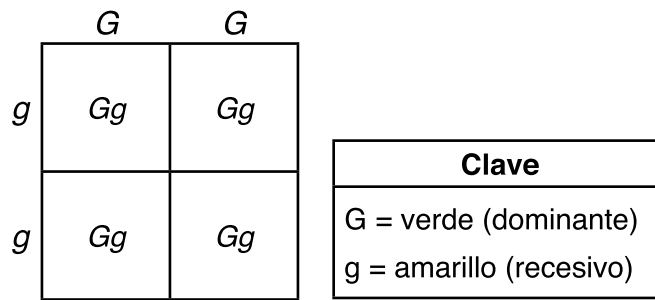 G G
g Gg Gg
g Gg Gg
Clave
G = verde (dominante)
g = amarillo (recesivo)